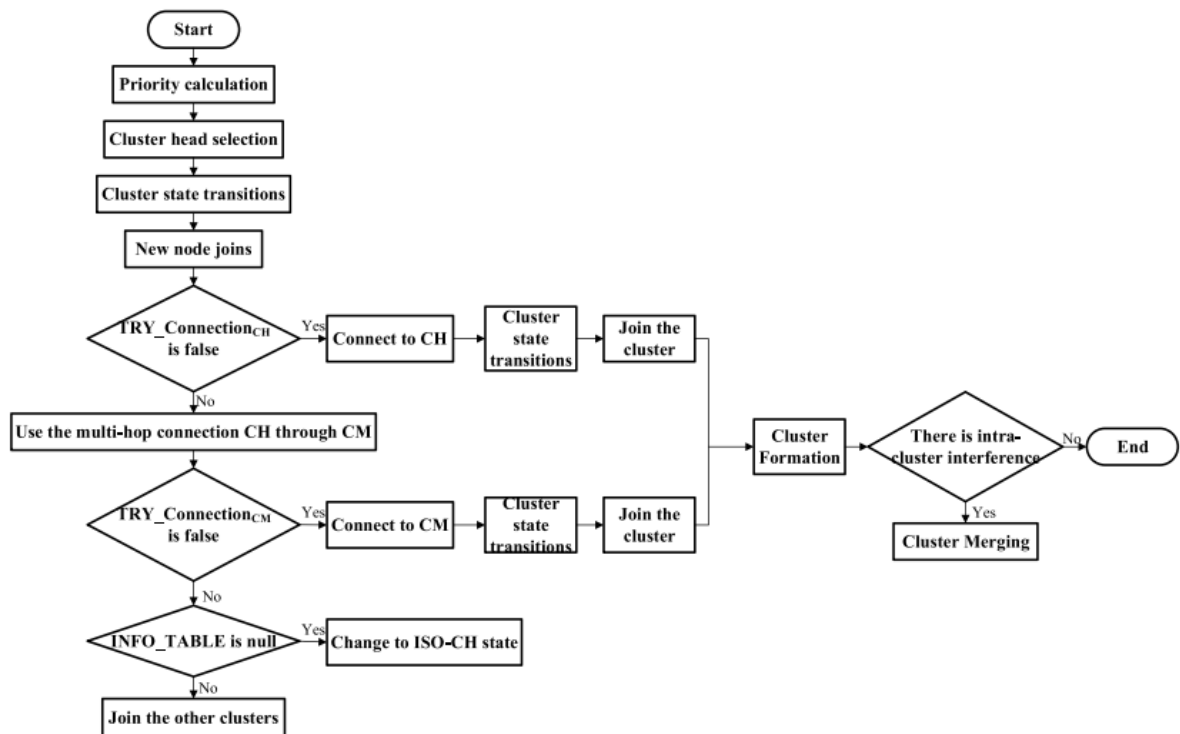 Start
Priority calculation
Cluster head selection
Cluster state transitions
New node joins
TRY_Connection_CH
is false
Yes
Connect to CH
Cluster
state
transitions
Join the
cluster
No
Use the multi-hop connection CH through CM
TRY_Connection_CM
is false
Yes
Connect to CM
Cluster
state
transitions
Join the
cluster
Cluster
Formation
There is intra-
cluster interference
No
End
Yes
Cluster Merging
No
INFO_TABLE is null
Yes
Change to ISO-CH state
No
Join the other clusters